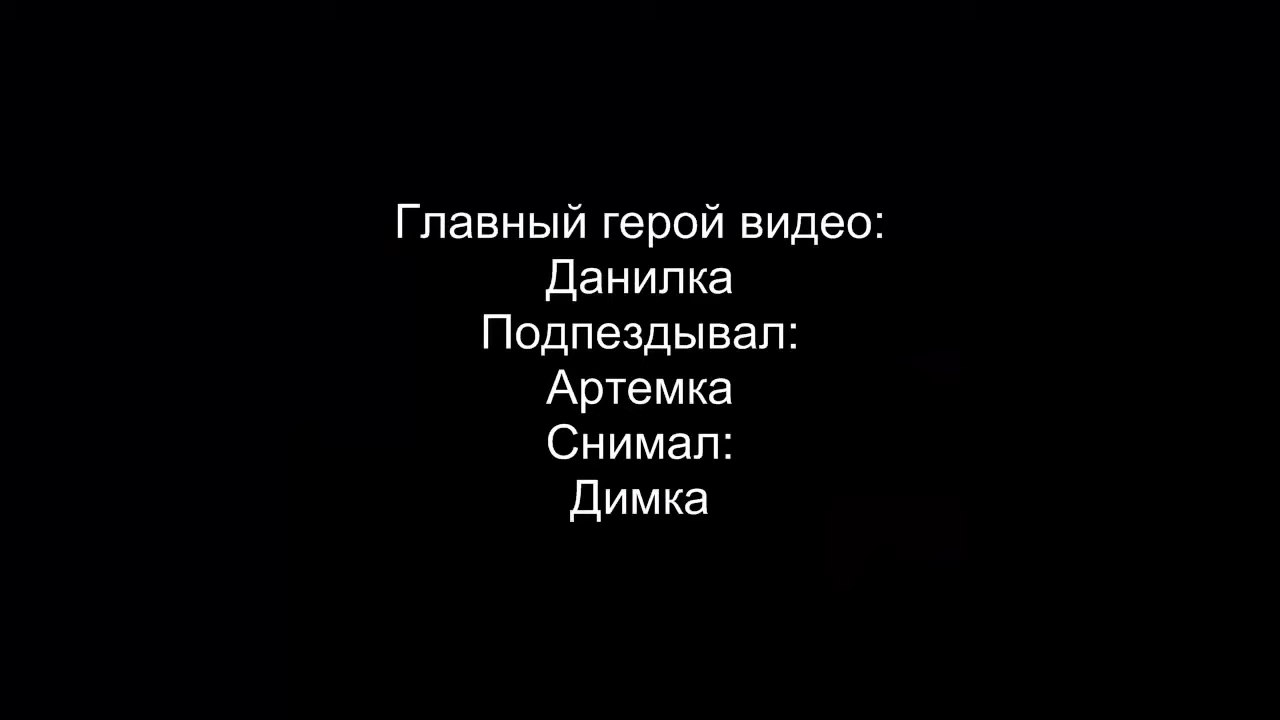 Главный герой видео:
Данилка
Подпездывал:
Артемка
Снимал:
Димка